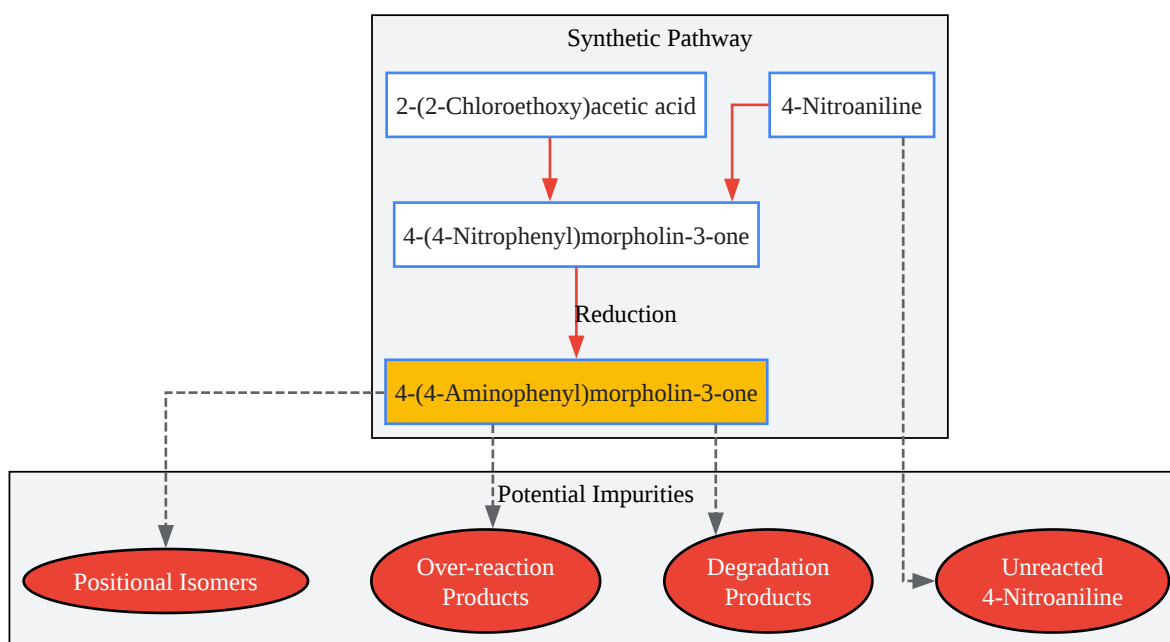 Synthetic Pathway
2-(2-Chloroethoxy)acetic acid
4-Nitroaniline
4-(4-Nitrophenyl)morpholin-3-one
Reduction
4-(4-Aminophenyl)morpholin-3-one
Potential Impurities
Positional Isomers
Over-reaction
Products
Degradation
Products
Unreacted
4-Nitroaniline